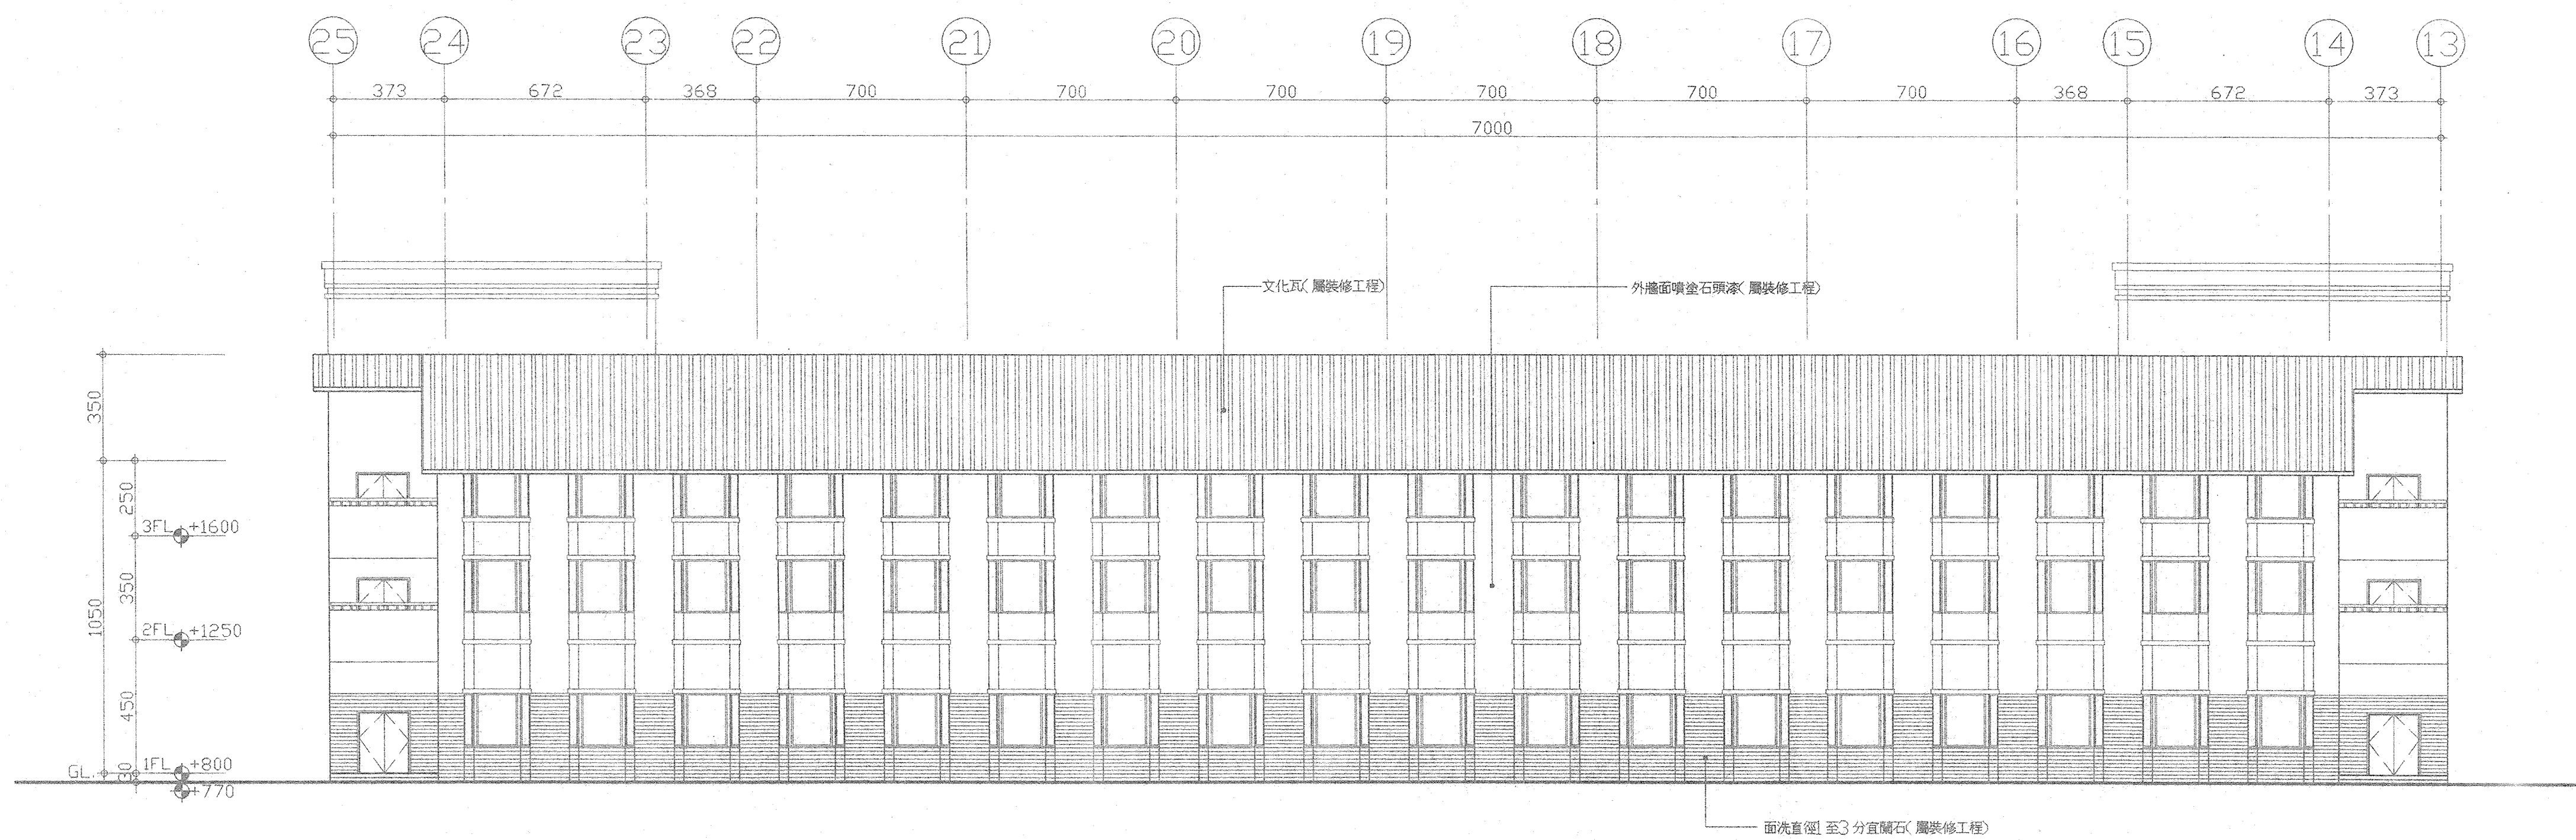 25 24 23 22 21 20 19 18 17 16 15 14 13
373 672 368 700 700 700 700 700 700 368 672 373
7000
文化瓦(屬裝修工程)
外牆面噴塗石頭漆(屬裝修工程)
350
250
3FL +1600
350
1050
2FL +1250
450
GL. 30 1FL +800
+770
面洗直徑1至3分宜蘭石(屬裝修工程)